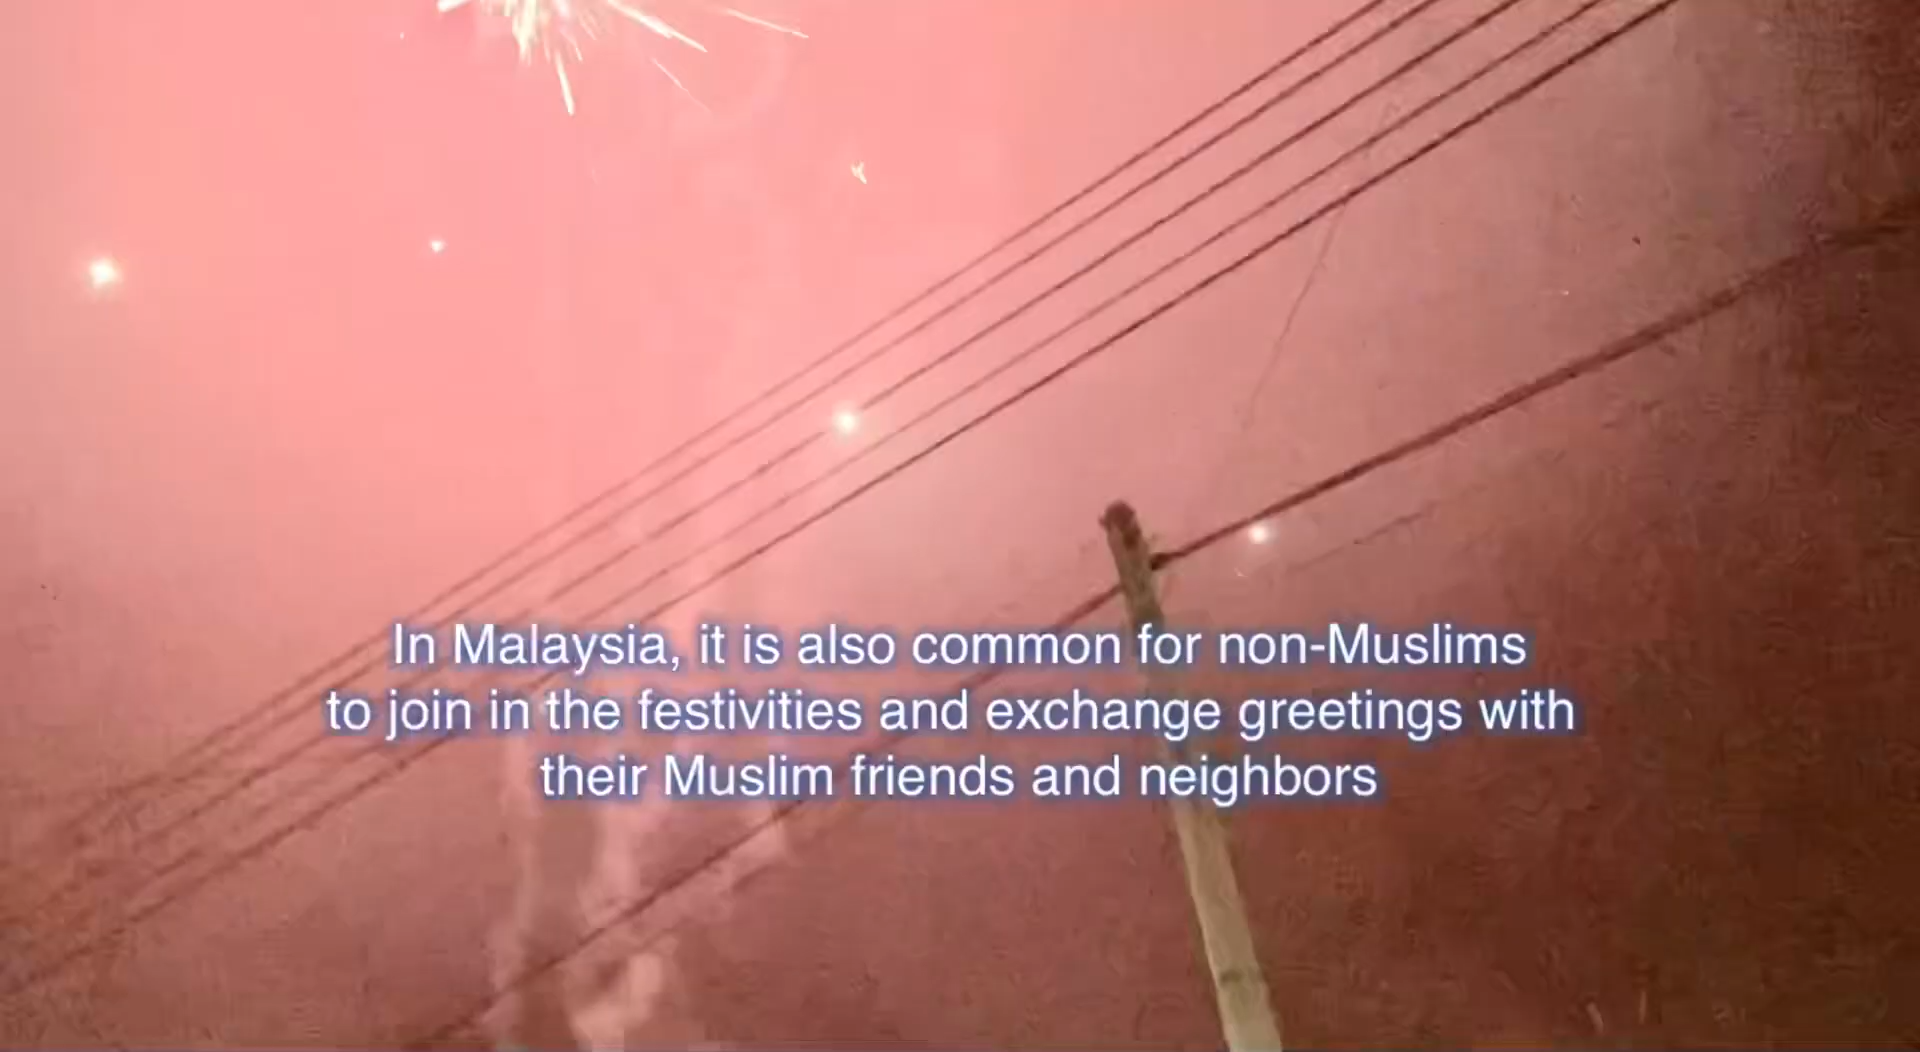 In Malaysia, it is also common for non-Muslims
to join in the festivities and exchange greetings with
their Muslim friends and neighbors